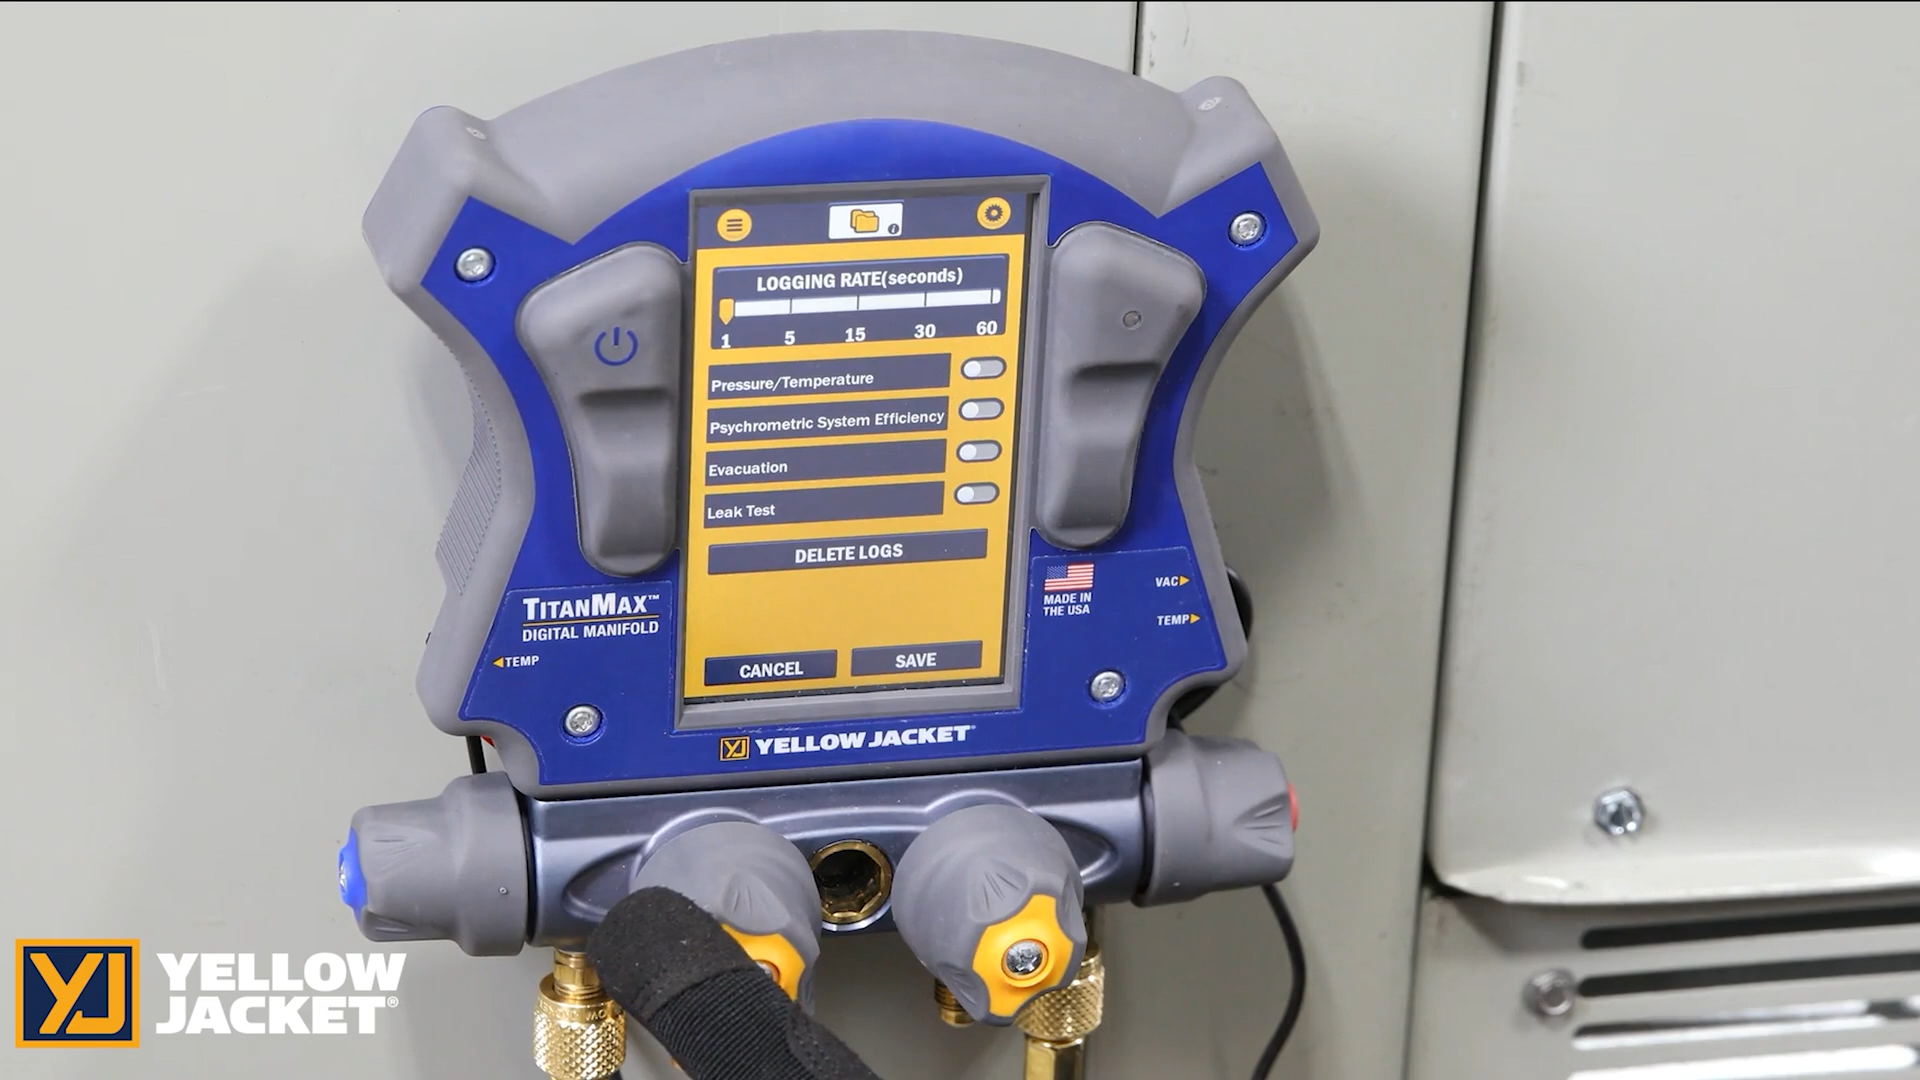 LOGGING RATE(seconds)
1 5 15 30 60
Pressure/Temperature
Psychrometric System Efficiency
Evacuation
Leak Test
DELETE LOGS
CANCEL SAVE
TITANMAX™
DIGITAL MANIFOLD
TEMP
MADE IN
THE USA
VAC
TEMP
YJ YELLOW JACKET®
YJ YELLOW
JACKET®